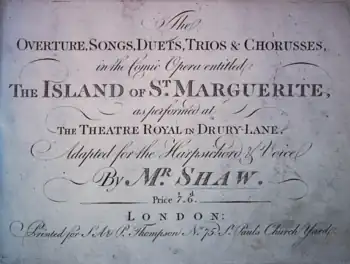 The
OVERTURE, SONGS, DUETS, TRIOS & CHORUSSES,
in the Comic Opera entitled
THE ISLAND OF ST. MARGUERITE,
as performed at
THE THEATRE ROYAL IN DRURY-LANE.
Adapted for the Harpsichord & Voice
BY MR. SHAW.
Price 7s. 6d.
LONDON:
Printed for S. A & P. Thompson No. 75 St. Pauls Church Yard